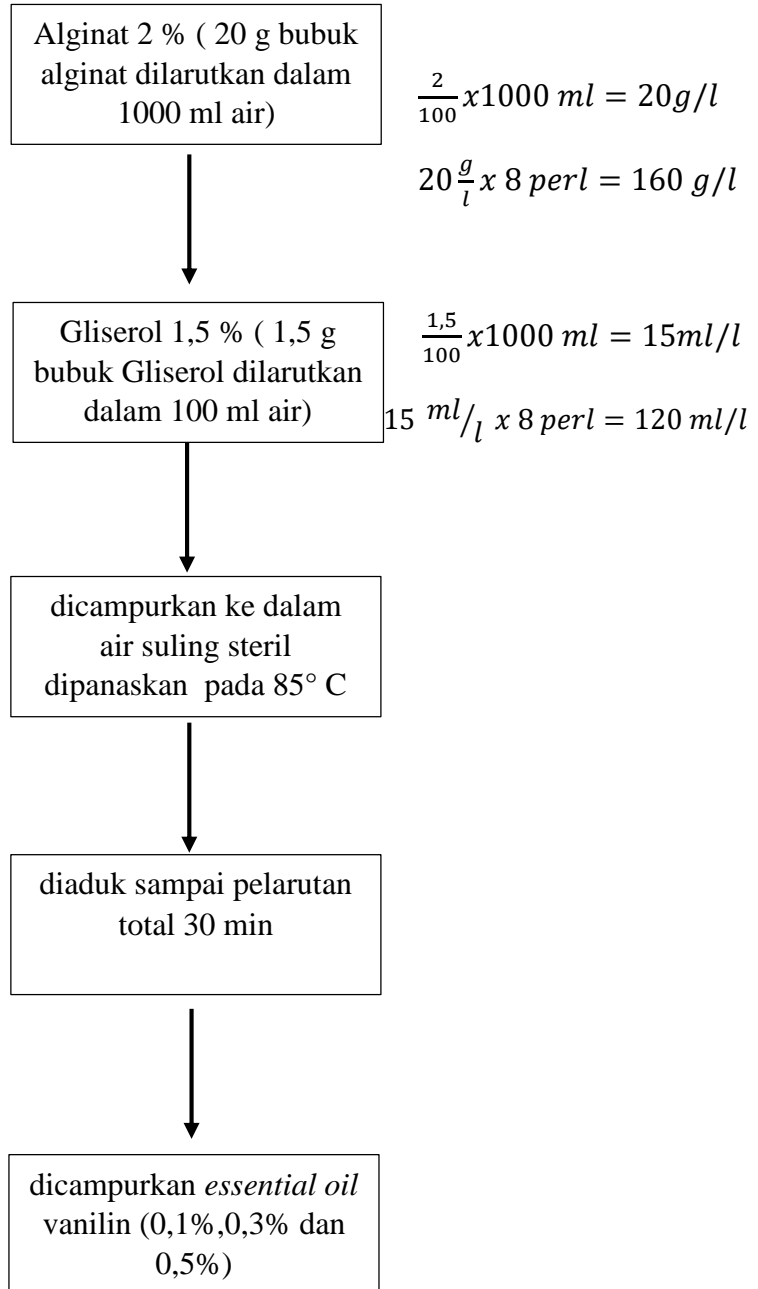 Alginat 2 % ( 20 g bubuk
alginat dilarutkan dalam
1000 ml air)
2/100 x1000 ml = 20g/l
20 g/l x 8 perl = 160 g/l
Gliserol 1,5 % ( 1,5 g
bubuk Gliserol dilarutkan
dalam 100 ml air)
1,5/100 x1000 ml = 15ml/l
15 ml/l x 8 perl = 120 ml/l
dicampurkan ke dalam
air suling steril
dipanaskan pada 85° C
diaduk sampai pelarutan
total 30 min
dicampurkan essential oil
vanilin (0,1%,0,3% dan
0,5%)